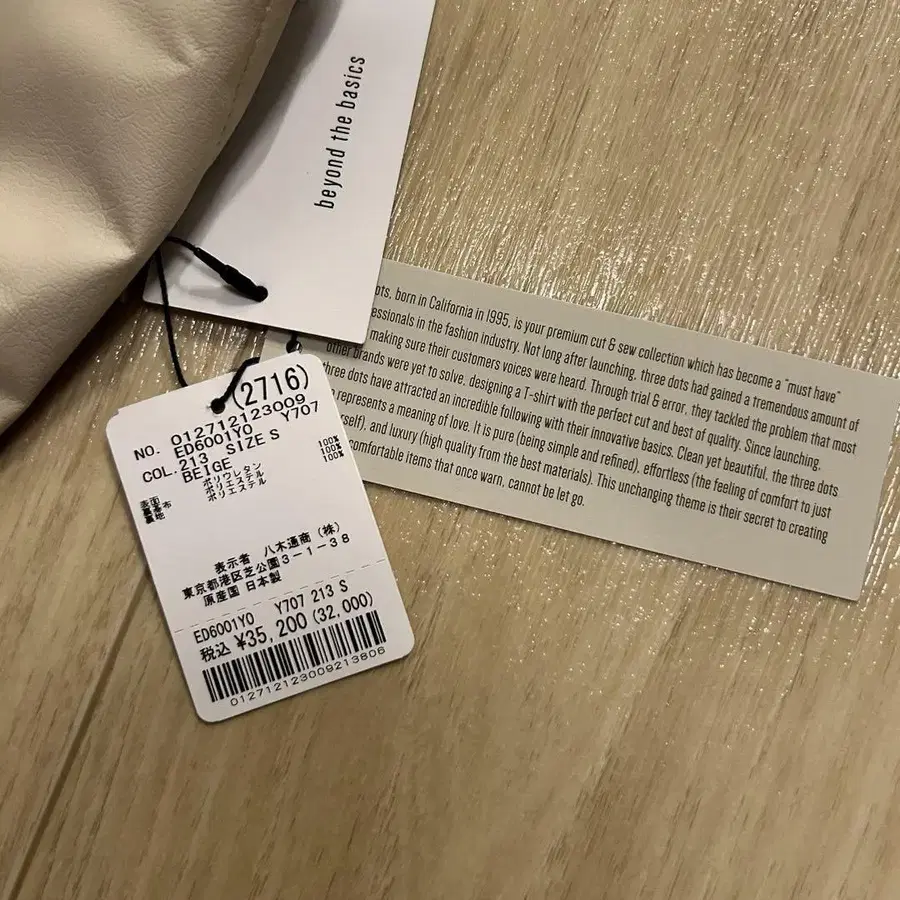 beyond the basics
ots, born in California in 1995, is your premium cut & sew collection which has become a "must have"
essionals in the fashion industry. Not long after launching, three dots had gained a tremendous amount of
making sure their customers voices were heard. Through trial & error, they tackled the problem that most
other brands were yet to solve, designing a T-shirt with the perfect cut and best of quality. Since launching,
three dots have attracted an incredible following with their innovative basics. Clean yet beautiful, the three dots
represents a meaning of love. It is pure (being simple and refined), effortless (the feeling of comfort to just
self), and luxury (high quality from the best materials). This unchanging theme is their secret to creating
comfortable items that once warn, cannot be let go.
(2716)
NO. 012712123009
ED6001Y0 Y707
COL.213 SIZE S
BEIGE
表面 ポリウレタン 100%
裏基布 ポリエステル 100%
裏地 ポリエステル 100%
表示者 八木通商(株)
東京都港区芝公園3-1-38
原産国 日本製
ED6001Y0 Y707 213 S
税込 ¥35,200(32,000)
012712123009213806